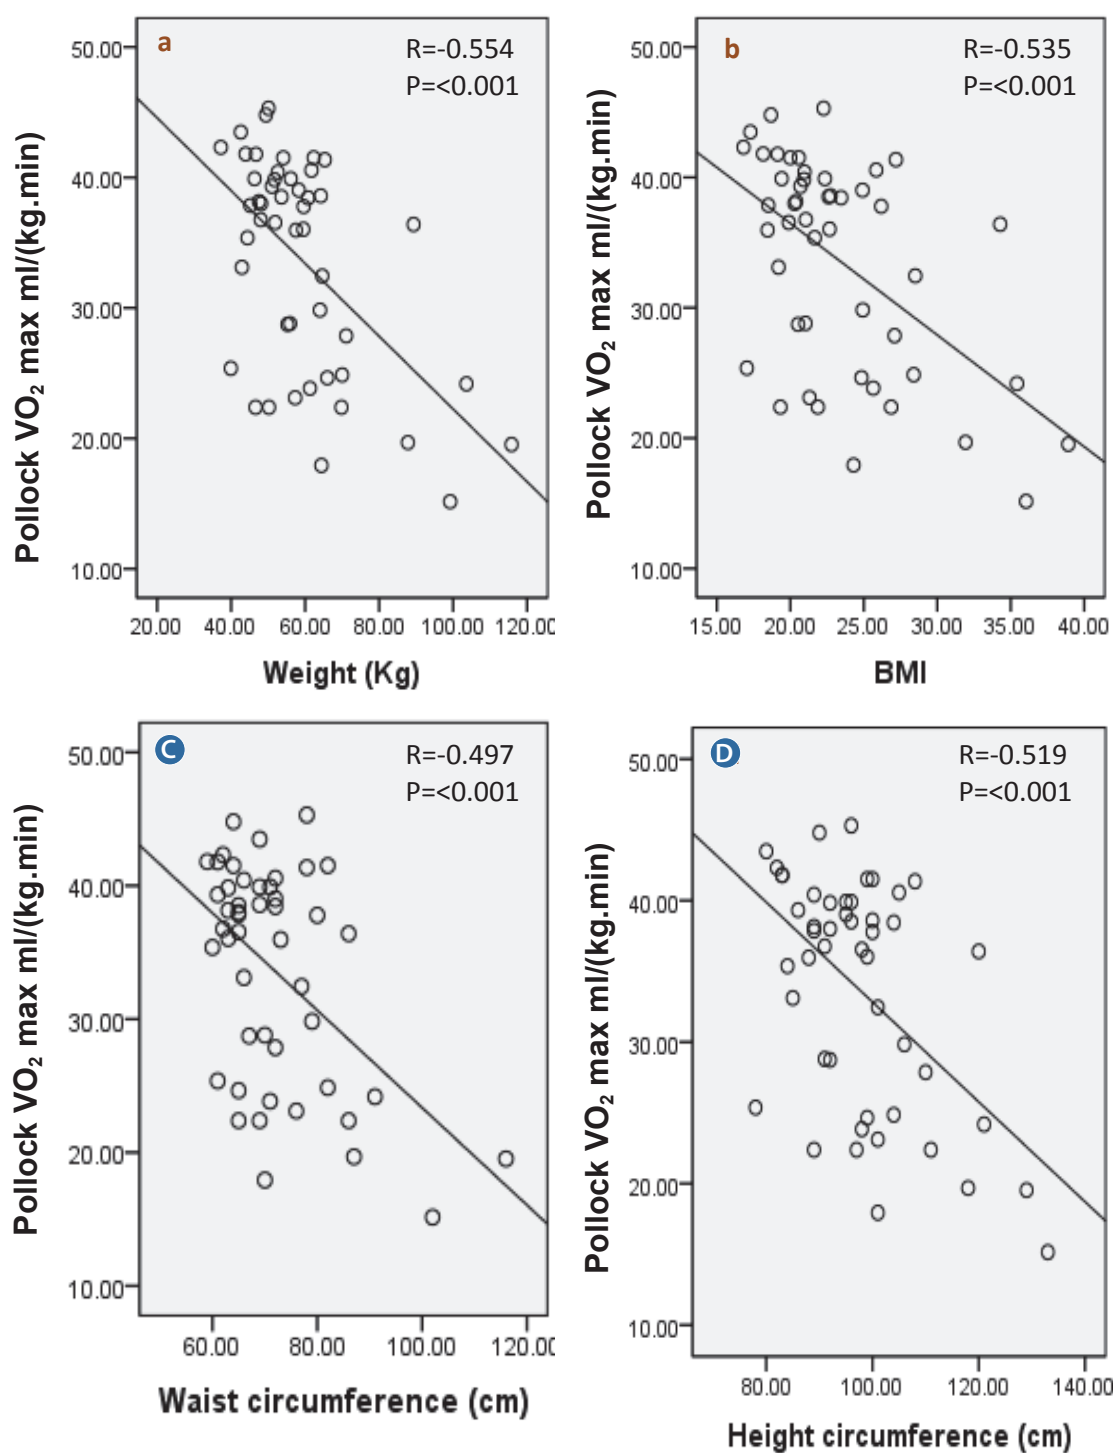 a
R=-0.554
P=<0.001
50.00
40.00
30.00
20.00
10.00
Pollock VO₂ max ml/(kg.min)
20.00 40.00 60.00 80.00 100.00 120.00
Weight (Kg)
b
R=-0.535
P=<0.001
50.00
40.00
30.00
20.00
10.00
Pollock VO₂ max ml/(kg.min)
15.00 20.00 25.00 30.00 35.00 40.00
BMI
C
R=-0.497
P=<0.001
50.00
40.00
30.00
20.00
10.00
Pollock VO₂ max ml/(kg.min)
60.00 80.00 100.00 120.00
Waist circumference (cm)
D
R=-0.519
P=<0.001
50.00
40.00
30.00
20.00
10.00
Pollock VO₂ max ml/(kg.min)
80.00 100.00 120.00 140.00
Height circumference (cm)